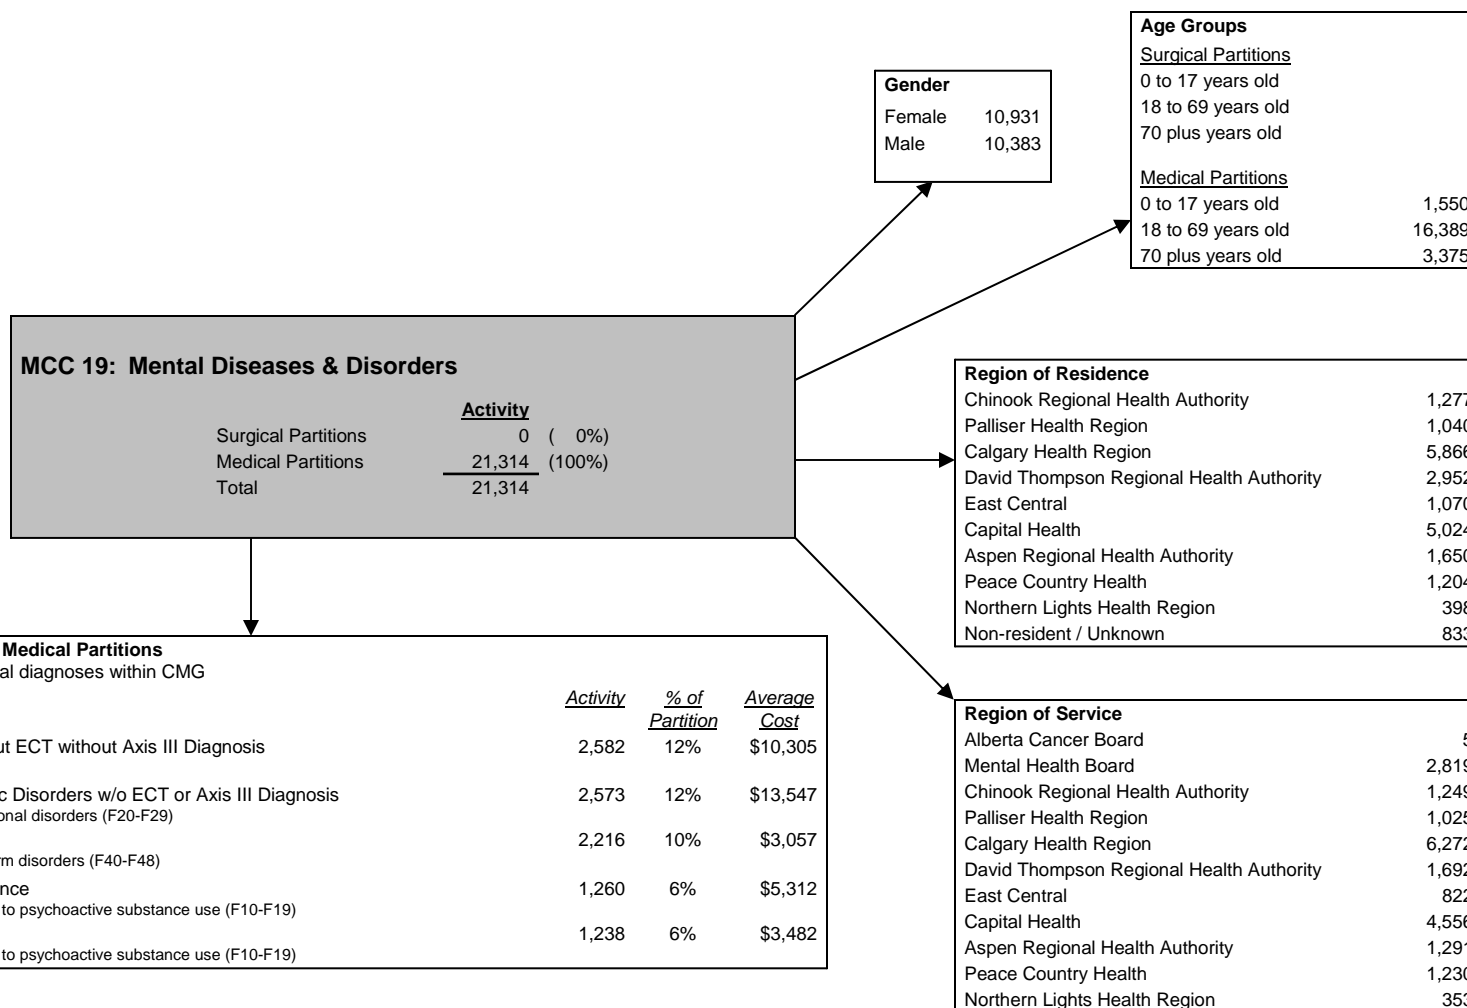 Age Groups
Surgical Partitions
0 to 17 years old
18 to 69 years old
70 plus years old
Medical Partitions
0 to 17 years old 1,550
18 to 69 years old 16,389
70 plus years old 3,375
Gender
Female 10,931
Male 10,383
MCC 19: Mental Diseases & Disorders
Activity
Surgical Partitions 0 ( 0%)
Medical Partitions 21,314 (100%)
Total 21,314
Region of Residence
Chinook Regional Health Authority 1,277
Palliser Health Region 1,040
Calgary Health Region 5,866
David Thompson Regional Health Authority 2,952
East Central 1,070
Capital Health 5,024
Aspen Regional Health Authority 1,650
Peace Country Health 1,204
Northern Lights Health Region 398
Non-resident / Unknown 833
Medical Partitions
al diagnoses within CMG
Activity % of Average
Partition Cost
ut ECT without Axis III Diagnosis 2,582 12% $10,305
c Disorders w/o ECT or Axis III Diagnosis 2,573 12% $13,547
onal disorders (F20-F29)
2,216 10% $3,057
rm disorders (F40-F48)
nce 1,260 6% $5,312
to psychoactive substance use (F10-F19)
1,238 6% $3,482
to psychoactive substance use (F10-F19)
Region of Service
Alberta Cancer Board 5
Mental Health Board 2,819
Chinook Regional Health Authority 1,249
Palliser Health Region 1,025
Calgary Health Region 6,272
David Thompson Regional Health Authority 1,692
East Central 822
Capital Health 4,556
Aspen Regional Health Authority 1,291
Peace Country Health 1,230
Northern Lights Health Region 353